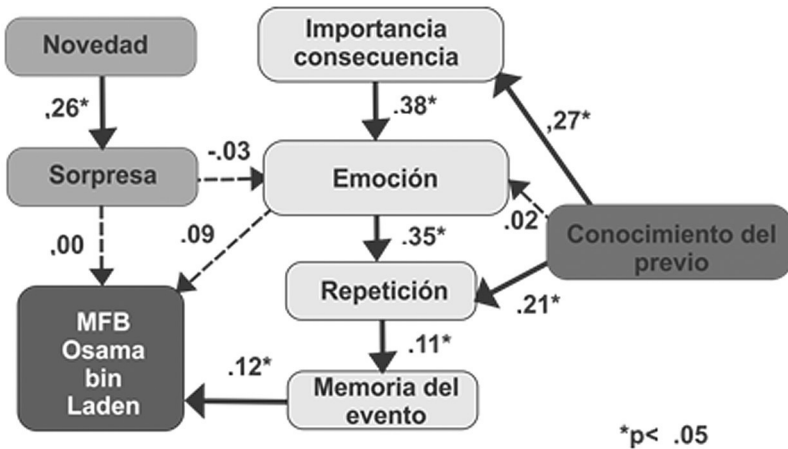 Novedad
Importancia
consecuencia
,26*
.38*
,27*
Sorpresa
-.03
Emoción
.02
Conocimiento del
previo
,00
.09
.35*
Repetición
.21*
MFB
Osama
bin
Laden
.11*
.12*
Memoria del
evento
*p< .05